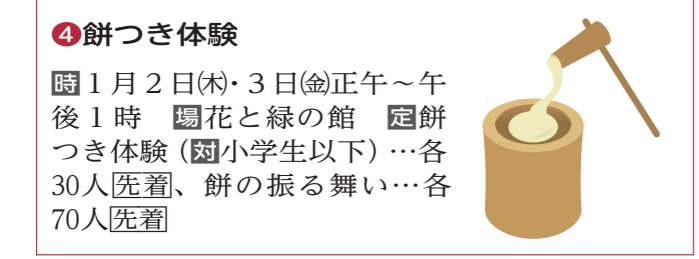 ❹餅つき体験
時1月2日㈭・3日㈮正午～午
後1時　場花と緑の館　定餅
つき体験（対小学生以下）…各
30人先着、餅の振る舞い…各
70人先着